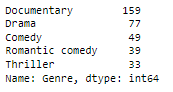 Documentary 159
Drama 77
Comedy 49
Romantic comedy 39
Thriller 33
Name: Genre, dtype: int64